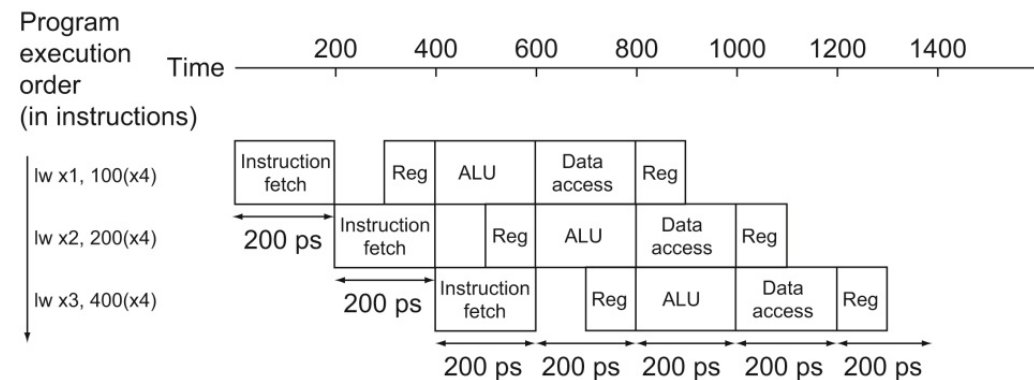 Program
execution
order
(in instructions)
Time
200 400 600 800 1000 1200 1400
lw x1, 100(x4)
Instruction
fetch
Reg
ALU
Data
access
Reg
200 ps
lw x2, 200(x4)
Instruction
fetch
Reg
ALU
Data
access
Reg
200 ps
lw x3, 400(x4)
Instruction
fetch
Reg
ALU
Data
access
Reg
200 ps 200 ps 200 ps 200 ps 200 ps